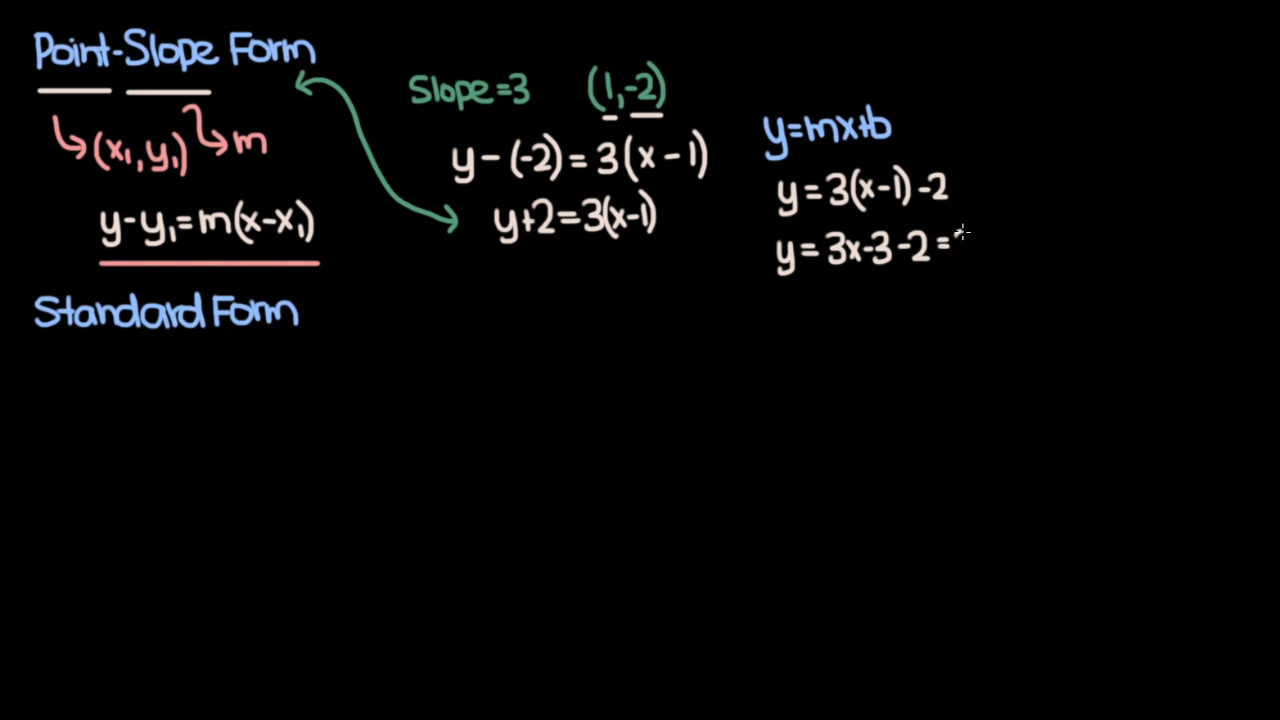 Point-Slope Form
(x₁, y₁) m
y-y₁=m(x-x₁)
Standard Form
Slope=3 (1,-2)
y-(-2)=3(x-1)
y+2=3(x-1)
y=mx+b
y=3(x-1)-2
y=3x-3-2=